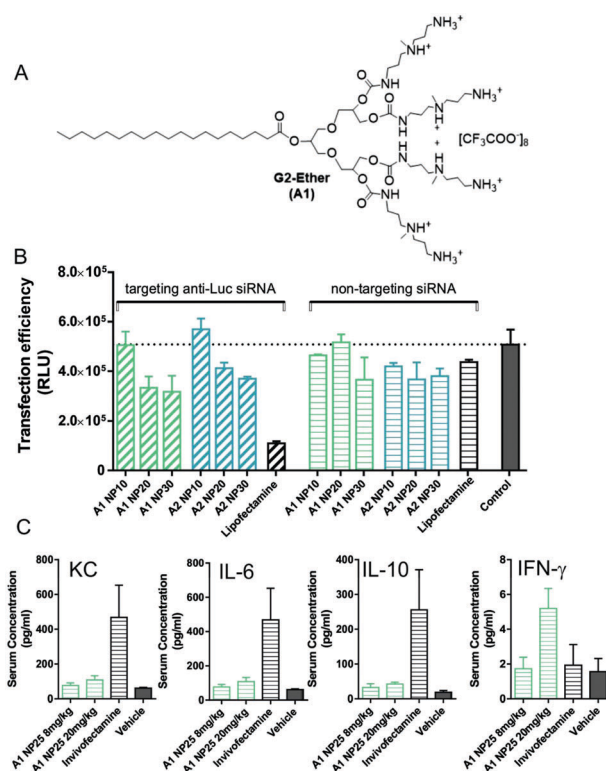 A
NH₃⁺
NH⁺
O
O
N
H
NH₃⁺
O
O
O
N
H
N
H
+
O
O
O
O
H
N
H
N
NH₃⁺
[CF₃COO⁻]₈
G2-Ether
(A1)
O
O
O
N
H
NH₃⁺
NH⁺
NH₃⁺
B
targeting anti-Luc siRNA
non-targeting siRNA
Transfection efficiency
(RLU)
8.0×10⁵
6.0×10⁵
4.0×10⁵
2.0×10⁵
0
A1 NP10
A1 NP20
A1 NP30
A2 NP10
A2 NP20
A2 NP30
Lipofectamine
A1 NP10
A1 NP20
A1 NP30
A2 NP10
A2 NP20
A2 NP30
Lipofectamine
Control
C
KC
Serum Concentration
(pg/ml)
800
600
400
200
0
A1 NP25 8mg/kg
A1 NP25 20mg/kg
Invivofectamine
Vehicle
IL-6
Serum Concentration
(pg/ml)
800
600
400
200
0
A1 NP25 8mg/kg
A1 NP25 20mg/kg
Invivofectamine
Vehicle
IL-10
Serum Concentration
(pg/ml)
400
300
200
100
0
A1 NP25 8mg/kg
A1 NP25 20mg/kg
Invivofectamine
Vehicle
IFN-γ
Serum Concentration
(pg/ml)
8
6
4
2
0
A1 NP25 8mg/kg
A1 NP25 20mg/kg
Invivofectamine
Vehicle